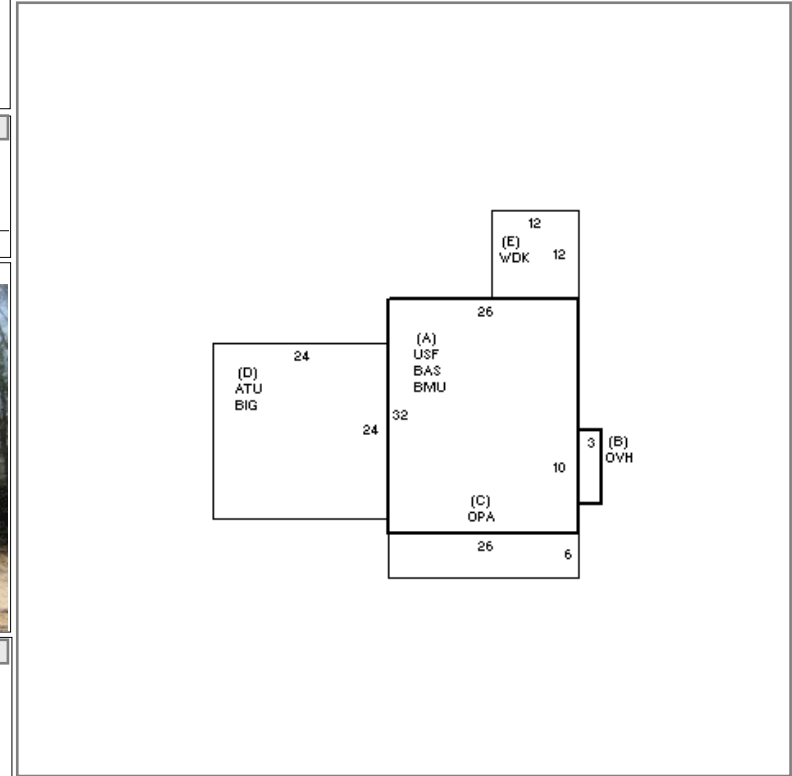 12
(E)
WDK 12
26
(A)
USF
BAS
BMU
32
24
(D)
ATU
BIG
24
3 (B)
OVH
10
(C)
OPA
26
6